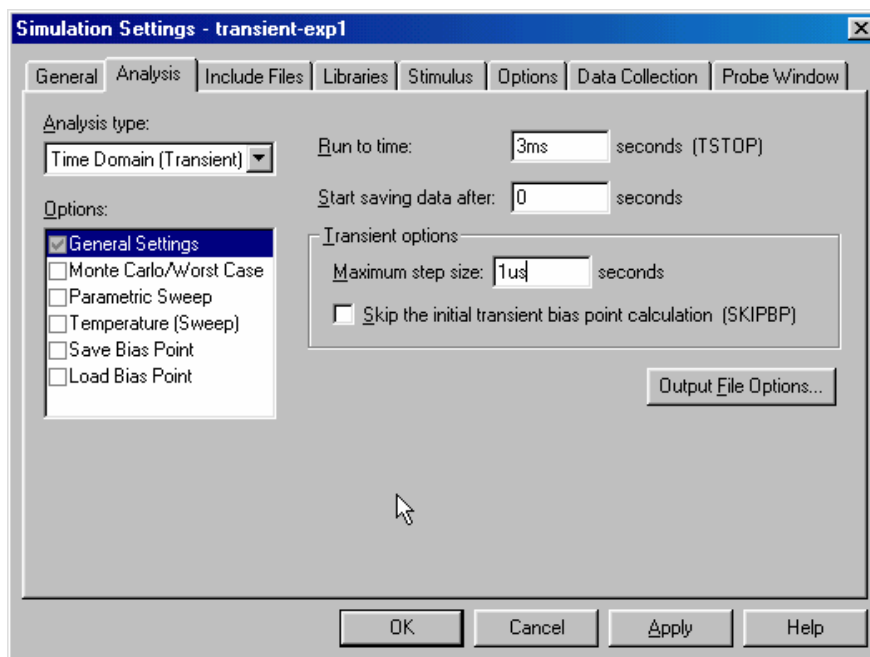 Simulation Settings - transient-exp1
General Analysis Include Files Libraries Stimulus Options Data Collection Probe Window
Analysis type:
Time Domain (Transient)
Options:
General Settings
Monte Carlo/Worst Case
Parametric Sweep
Temperature (Sweep)
Save Bias Point
Load Bias Point
Run to time: 3ms seconds (TSTOP)
Start saving data after: 0 seconds
Transient options
Maximum step size: 1us seconds
Skip the initial transient bias point calculation (SKIPBP)
Output File Options...
OK Cancel Apply Help